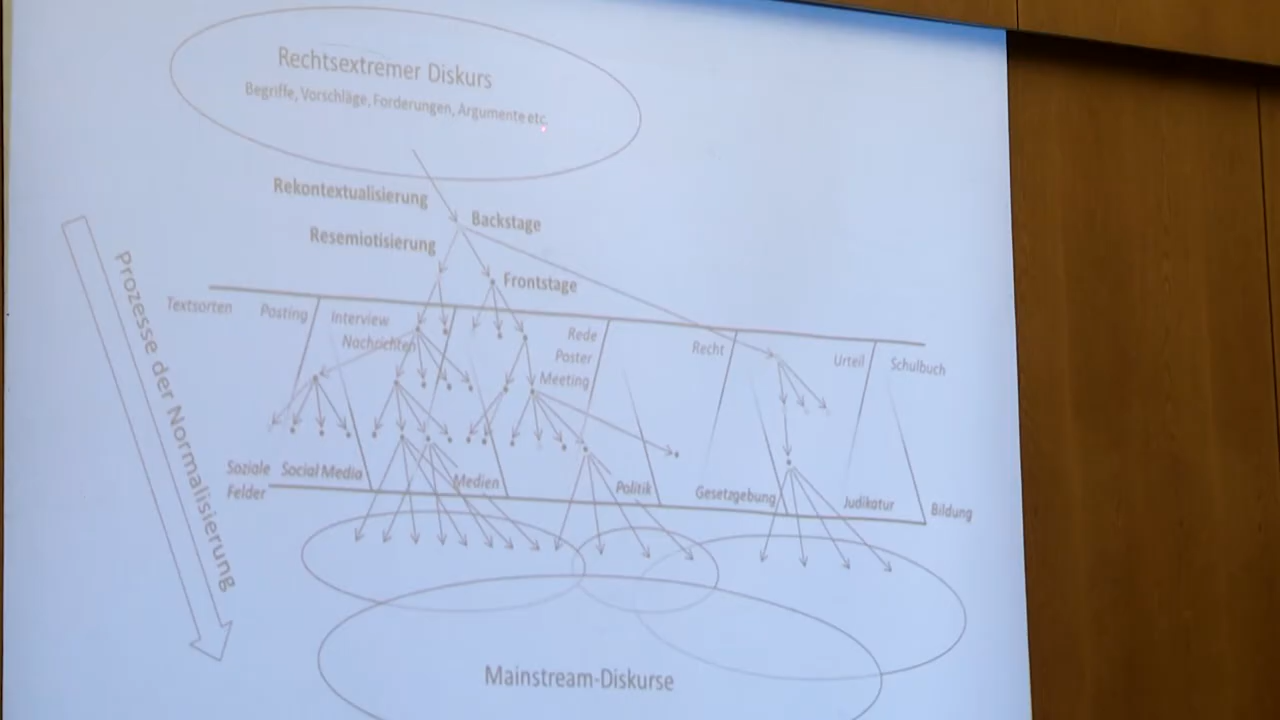 Rechtsextremer Diskurs
Begriffe, Vorschläge, Forderungen, Argumente etc.
Rekontextualisierung
Backstage
Resemiotisierung
Frontstage
Prozesse der Normalisierung
Textsorten
Posting
Interview
Nachrichten
Rede
Poster
Meeting
Recht
Urteil
Schulbuch
Soziale
Felder
Social Media
Medien
Politik
Gesetzgebung
Judikatur
Bildung
Mainstream-Diskurse